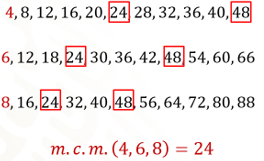 4, 8, 12, 16, 20, 24 28, 32, 36, 40, 48
6, 12, 18, 24 30, 36, 42, 48, 54, 60, 66
8, 16, 24, 32, 40, 48, 56, 64, 72, 80, 88
m.c.m.(4, 6, 8) = 24